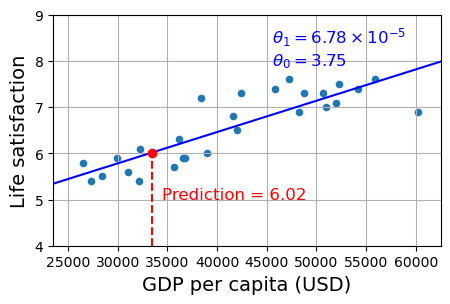 9
θ₁ = 6.78 × 10⁻⁵
θ₀ = 3.75
8
7
6
5
4
Prediction = 6.02
Life satisfaction
25000 30000 35000 40000 45000 50000 55000 60000
GDP per capita (USD)